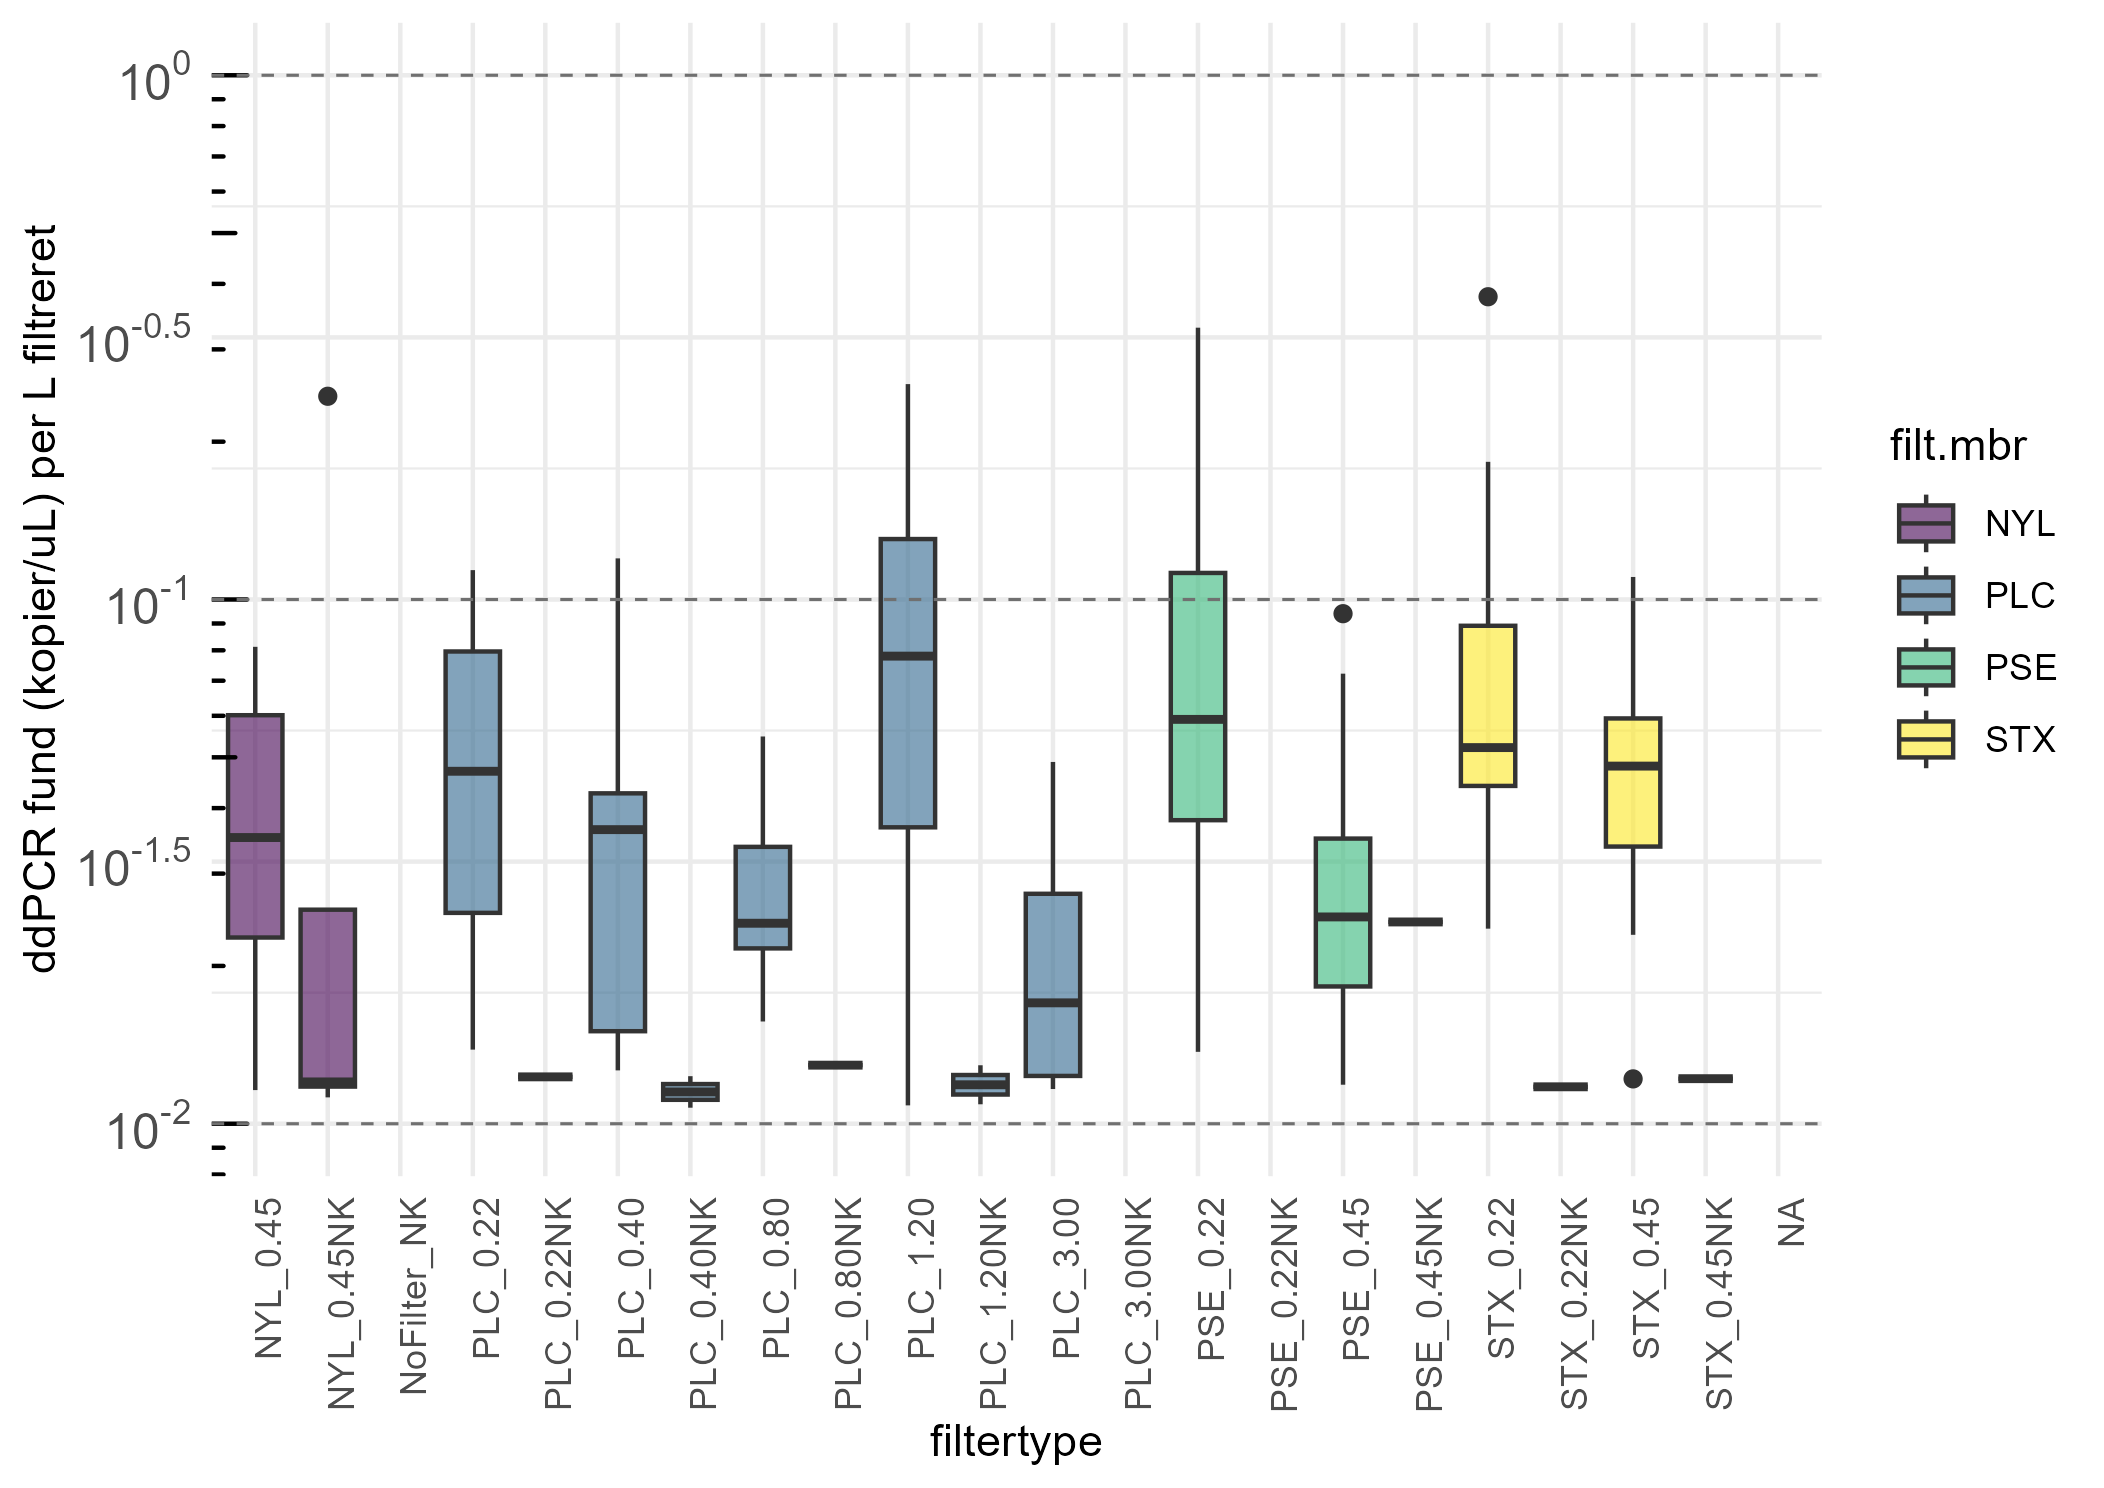 10^0
10^-0.5
10^-1
10^-1.5
10^-2
ddPCR fund (kopier/uL) per L filtreret
NYL_0.45
NYL_0.45NK
NoFilter_NK
PLC_0.22
PLC_0.22NK
PLC_0.40
PLC_0.40NK
PLC_0.80
PLC_0.80NK
PLC_1.20
PLC_1.20NK
PLC_3.00
PLC_3.00NK
PSE_0.22
PSE_0.22NK
PSE_0.45
PSE_0.45NK
STX_0.22
STX_0.22NK
STX_0.45
STX_0.45NK
NA
filtertype
filt.mbr
NYL
PLC
PSE
STX